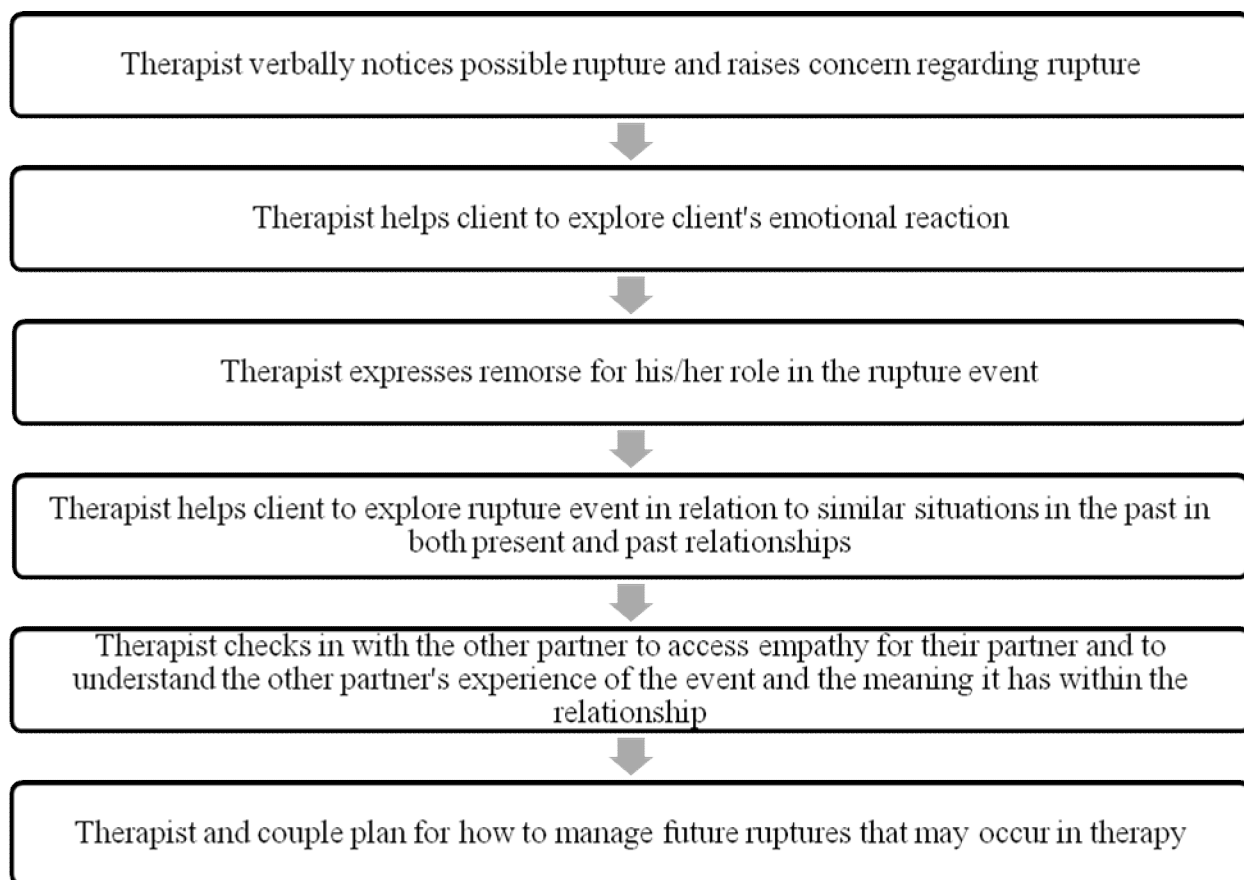 Therapist verbally notices possible rupture and raises concern regarding rupture
Therapist helps client to explore client's emotional reaction
Therapist expresses remorse for his/her role in the rupture event
Therapist helps client to explore rupture event in relation to similar situations in the past in
both present and past relationships
Therapist checks in with the other partner to access empathy for their partner and to
understand the other partner's experience of the event and the meaning it has within the
relationship
Therapist and couple plan for how to manage future ruptures that may occur in therapy